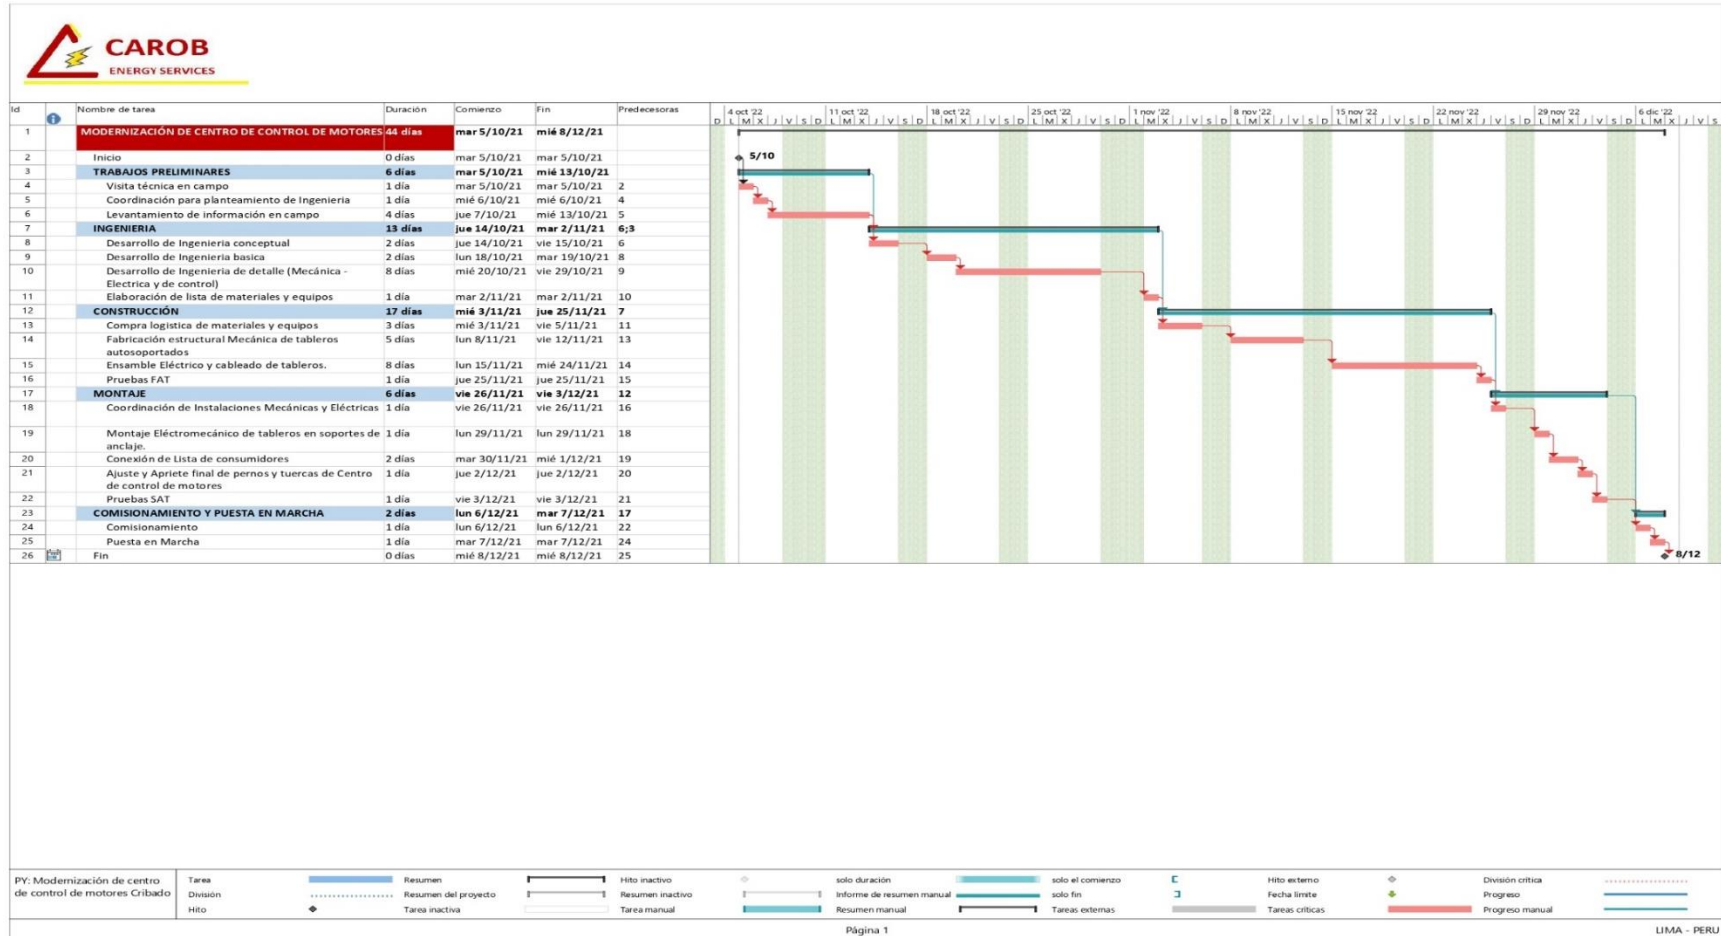 CAROB
ENERGY SERVICES
Id Nombre de tarea Duración Comienzo Fin Predecesoras
4 oct '22 11 oct '22 18 oct '22 25 oct '22 1 nov '22 8 nov '22 15 nov '22 22 nov '22 29 nov '22 6 dic '22
D L M X J V S D L M X J V S D L M X J V S D L M X J V S D L M X J V S D L M X J V S D L M X J V S D L M X J V S D L M X J V S D L M X J V S
1 MODERNIZACIÓN DE CENTRO DE CONTROL DE MOTORES 44 días mar 5/10/21 mié 8/12/21
2 Inicio 0 días mar 5/10/21 mar 5/10/21 5/10
3 TRABAJOS PRELIMINARES 6 días mar 5/10/21 mié 13/10/21
4 Visita técnica en campo 1 día mar 5/10/21 mar 5/10/21 2
5 Coordinación para planteamiento de Ingenieria 1 día mié 6/10/21 mié 6/10/21 4
6 Levantamiento de información en campo 4 días jue 7/10/21 mié 13/10/21 5
7 INGENIERIA 13 días jue 14/10/21 mar 2/11/21 6;3
8 Desarrollo de Ingenieria conceptual 2 días jue 14/10/21 vie 15/10/21 6
9 Desarrollo de Ingenieria basica 2 días lun 18/10/21 mar 19/10/21 8
10 Desarrollo de Ingenieria de detalle (Mecánica - 8 días mié 20/10/21 vie 29/10/21 9
Electrica y de control)
11 Elaboración de lista de materiales y equipos 1 día mar 2/11/21 mar 2/11/21 10
12 CONSTRUCCIÓN 17 días mié 3/11/21 jue 25/11/21 7
13 Compra logistica de materiales y equipos 3 días mié 3/11/21 vie 5/11/21 11
14 Fabricación estructural Mecánica de tableros 5 días lun 8/11/21 vie 12/11/21 13
autosoportados
15 Ensamble Eléctrico y cableado de tableros. 8 días lun 15/11/21 mié 24/11/21 14
16 Pruebas FAT 1 día jue 25/11/21 jue 25/11/21 15
17 MONTAJE 6 días vie 26/11/21 vie 3/12/21 12
18 Coordinación de Instalaciones Mecánicas y Eléctricas 1 día vie 26/11/21 vie 26/11/21 16
19 Montaje Eléctromecánico de tableros en soportes de 1 día lun 29/11/21 lun 29/11/21 18
anclaje.
20 Conexión de Lista de consumidores 2 días mar 30/11/21 mié 1/12/21 19
21 Ajuste y Apriete final de pernos y tuercas de Centro 1 día jue 2/12/21 jue 2/12/21 20
de control de motores
22 Pruebas SAT 1 día vie 3/12/21 vie 3/12/21 21
23 COMISIONAMIENTO Y PUESTA EN MARCHA 2 días lun 6/12/21 mar 7/12/21 17
24 Comisionamiento 1 día lun 6/12/21 lun 6/12/21 22
25 Puesta en Marcha 1 día mar 7/12/21 mar 7/12/21 24
26 Fin 0 días mié 8/12/21 mié 8/12/21 25 8/12
PY: Modernización de centro
de control de motores Cribado
Tarea Resumen Hito inactivo solo duración solo el comienzo Hito externo División crítica
División Resumen del proyecto Resumen inactivo Informe de resumen manual solo fin Fecha límite Progreso
Hito Tarea inactiva Tarea manual Resumen manual Tareas externas Tareas críticas Progreso manual
Página 1 LIMA - PERU